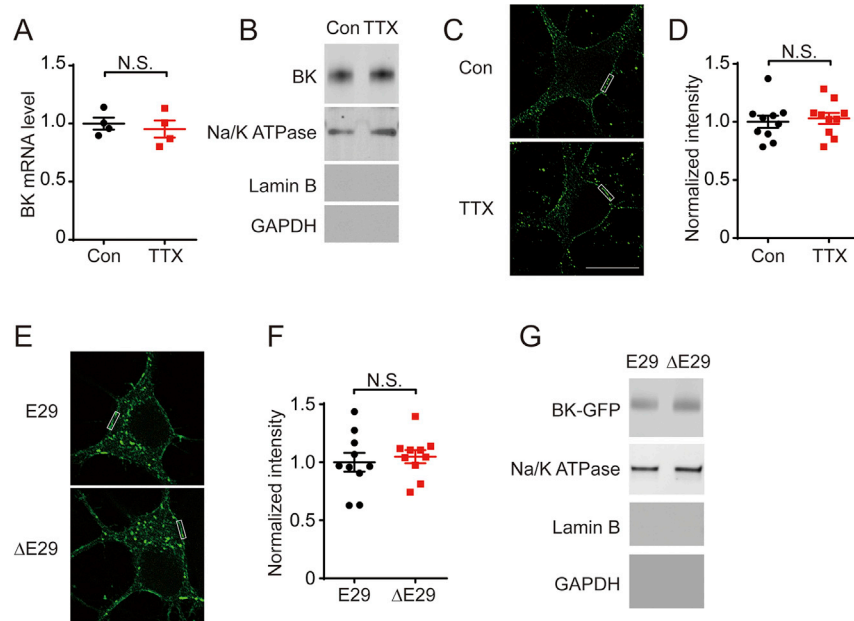 A
N.S.
1.5
1.0
0.5
0
BK mRNA level
Con
TTX
B
Con TTX
BK
Na/K ATPase
Lamin B
GAPDH
C
Con
TTX
D
N.S.
1.5
1.0
0.5
0
Normalized intensity
Con
TTX
E
E29
ΔE29
F
N.S.
1.5
1.0
1.5
0
Normalized intensity
E29
ΔE29
G
E29 ΔE29
BK-GFP
Na/K ATPase
Lamin B
GAPDH